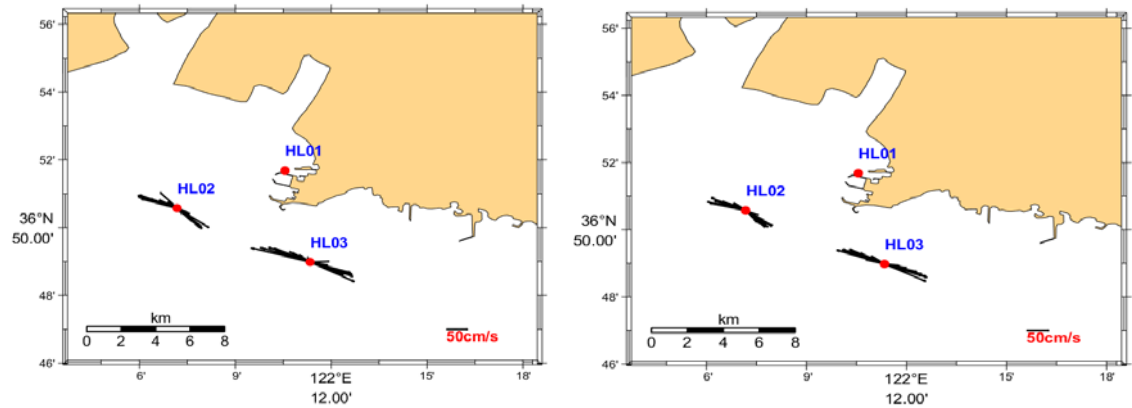 56'
54'
52'
36°N
50.00'
48'
46'
HL01
HL02
HL03
km
0 2 4 6 8
50cm/s
6' 9' 122°E 15' 18'
12.00'
56'
54'
52'
36°N
50.00'
48'
46'
HL01
HL02
HL03
km
0 2 4 6 8
50cm/s
6' 9' 122°E 15' 18'
12.00'